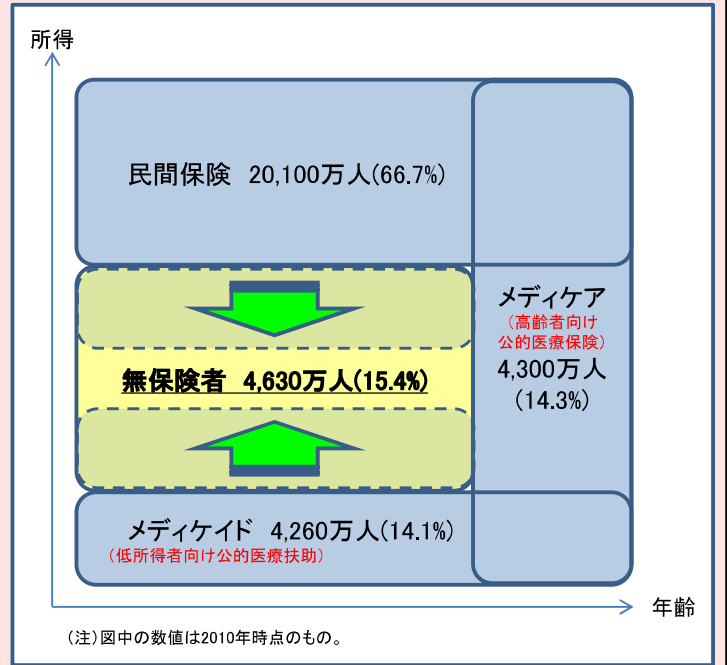 所得
民間保険 20,100万人(66.7%)
メディケア
(高齢者向け
公的医療保険)
4,300万人
(14.3%)
無保険者 4,630万人(15.4%)
メディケイド 4,260万人(14.1%)
(低所得者向け公的医療扶助)
年齢
(注)図中の数値は2010年時点のもの。